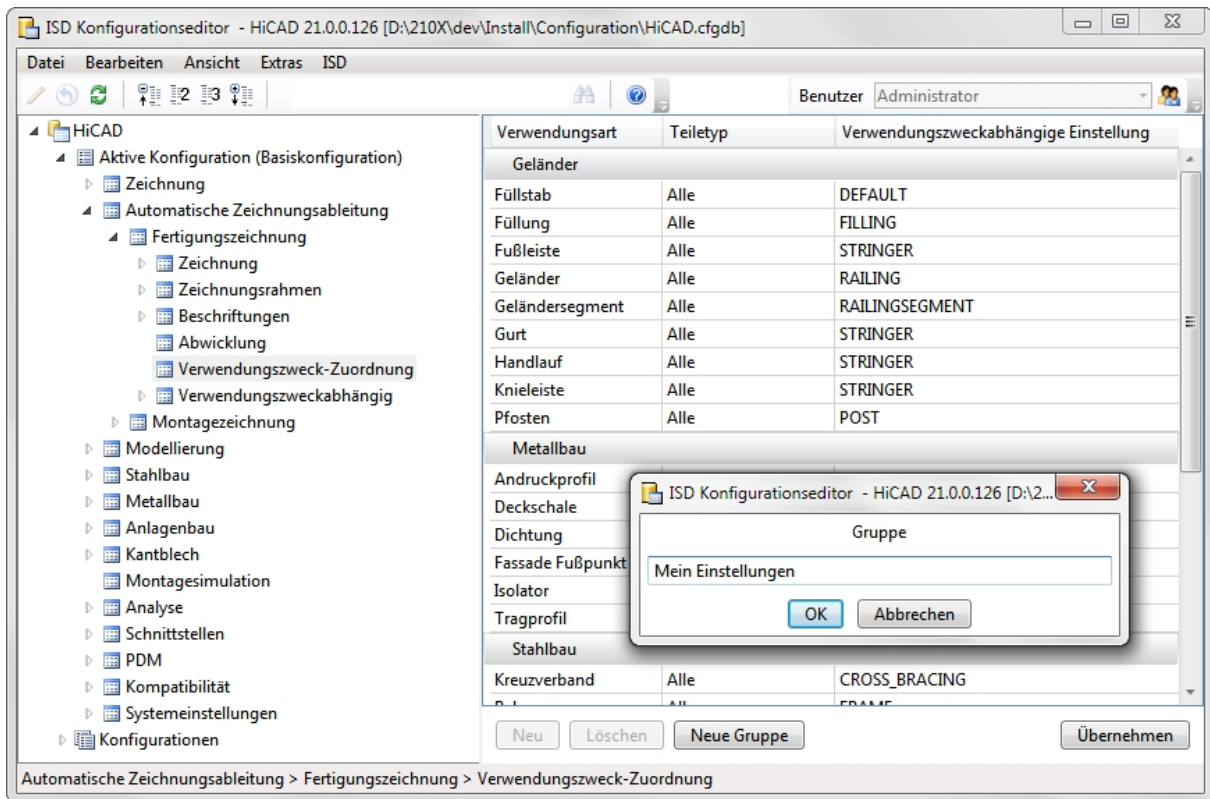 ISD Konfigurationseditor - HiCAD 21.0.0.126 [D:\210X\dev\Install\Configuration\HiCAD.cfgdb]
Datei Bearbeiten Ansicht Extras ISD
2 3 Benutzer Administrator
HiCAD
Aktive Konfiguration (Basiskonfiguration)
Zeichnung
Automatische Zeichnungsableitung
Fertigungszeichnung
Zeichnung
Zeichnungsrahmen
Beschriftungen
Abwicklung
Verwendungszweck-Zuordnung
Verwendungszweckabhängig
Montagezeichnung
Modellierung
Stahlbau
Metallbau
Anlagenbau
Kantblech
Montagesimulation
Analyse
Schnittstellen
PDM
Kompatibilität
Systemeinstellungen
Konfigurationen
Verwendungsart Teiletyp Verwendungszweckabhängige Einstellung
Geländer
Füllstab Alle DEFAULT
Füllung Alle FILLING
Fußleiste Alle STRINGER
Geländer Alle RAILING
Geländersegment Alle RAILINGSEGMENT
Gurt Alle STRINGER
Handlauf Alle STRINGER
Knieleiste Alle STRINGER
Pfosten Alle POST
Metallbau
Andruckprofil
Deckschale
Dichtung
Fassade Fußpunkt
Isolator
Tragprofil
Stahlbau
Kreuzverband Alle CROSS_BRACING
ISD Konfigurationseditor - HiCAD 21.0.0.126 [D:\2...
Gruppe
Mein Einstellungen
OK Abbrechen
Neu Löschen Neue Gruppe Übernehmen
Automatische Zeichnungsableitung > Fertigungszeichnung > Verwendungszweck-Zuordnung